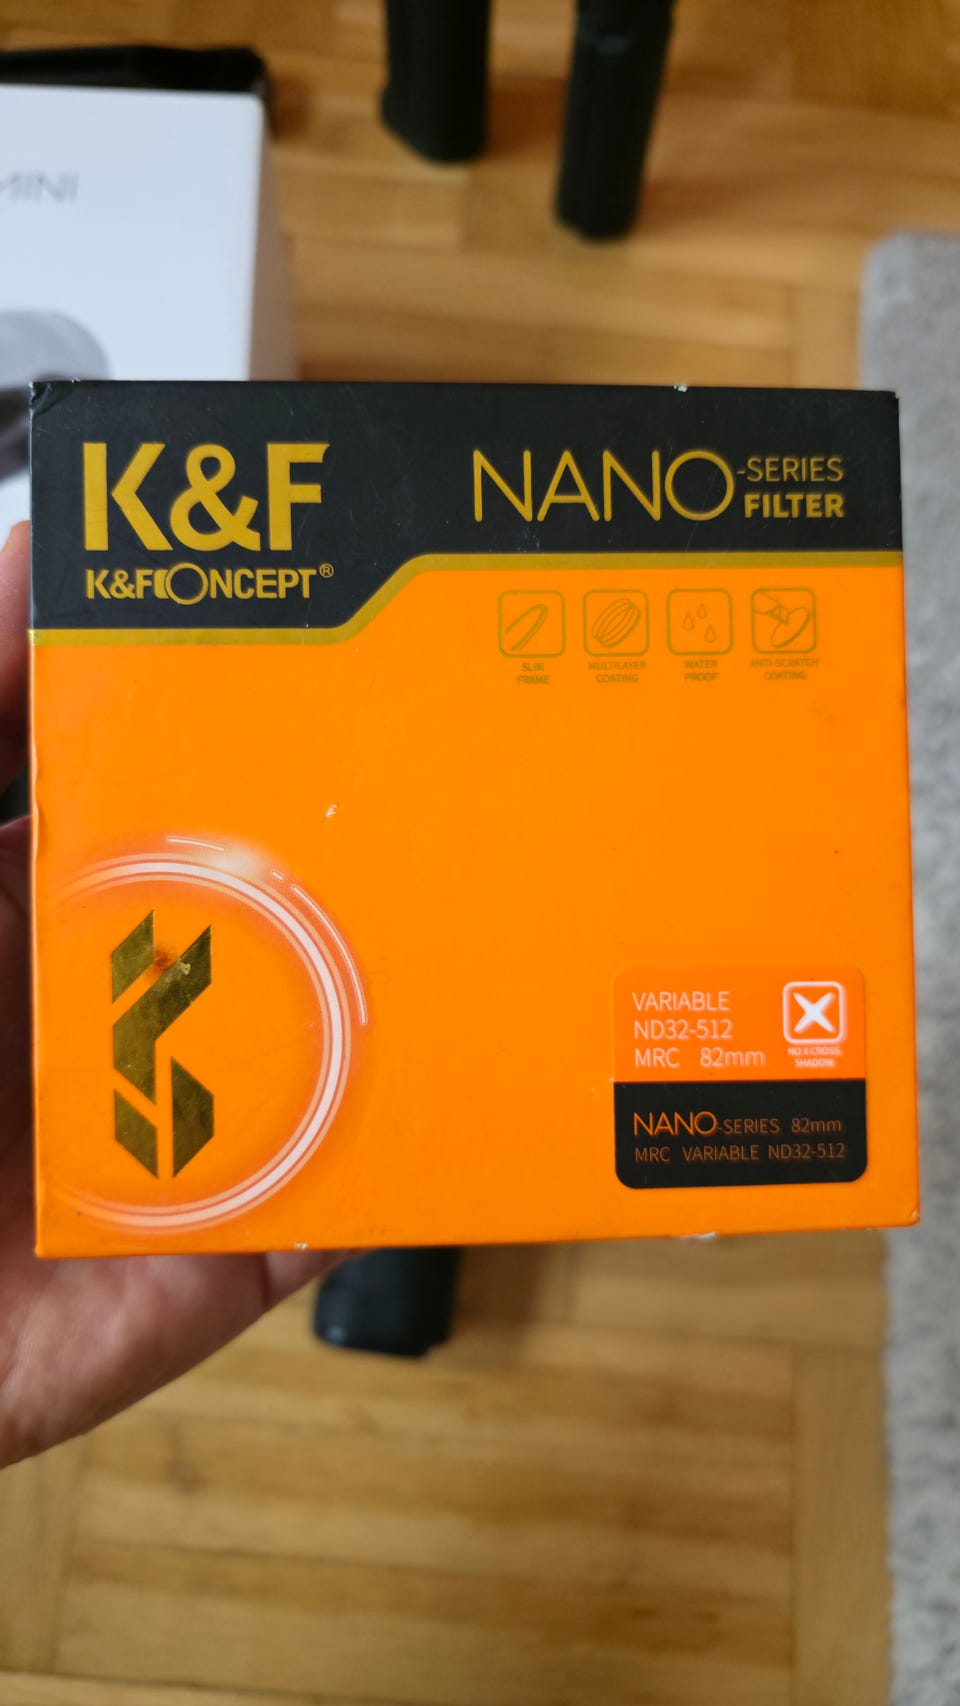 MINI
K&F
K&F CONCEPT®
NANO-SERIES
FILTER
SLIM
FRAME
MULTILAYER
COATING
WATER
PROOF
ANTI-SCRATCH
COATING
VARIABLE
ND32-512
MRC 82mm
NO X CROSS
SHADOW
NANO-SERIES 82mm
MRC VARIABLE ND32-512